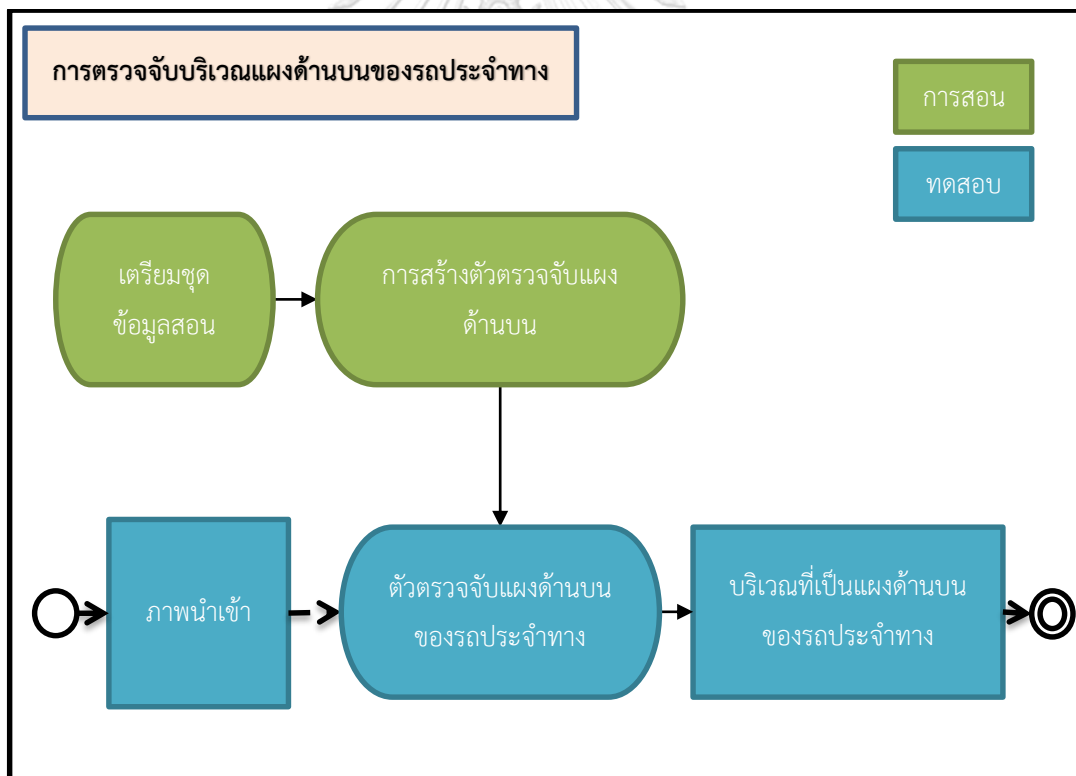 การตรวจจับบริเวณแผงด้านบนของรถประจำทาง
การสอน
ทดสอบ
เตรียมชุด
ข้อมูลสอน
การสร้างตัวตรวจจับแผง
ด้านบน
ภาพนำเข้า
ตัวตรวจจับแผงด้านบน
ของรถประจำทาง
บริเวณที่เป็นแผงด้านบน
ของรถประจำทาง